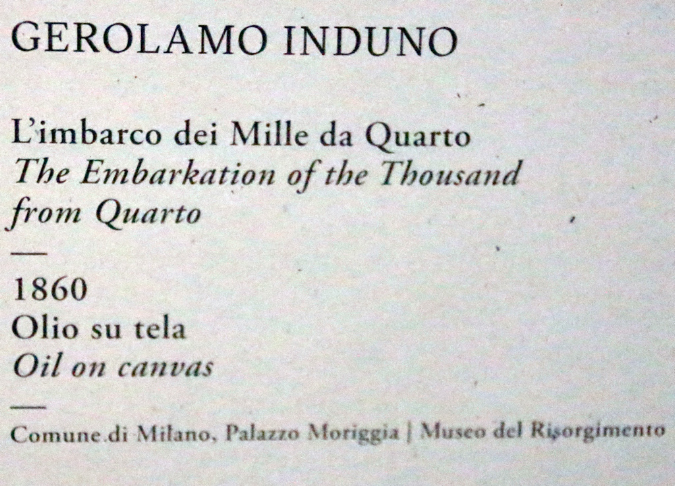 GEROLAMO INDUNO
L'imbarco dei Mille da Quarto
The Embarkation of the Thousand
from Quarto
1860
Olio su tela
Oil on canvas
Comune di Milano, Palazzo Moriggia | Museo del Risorgimento